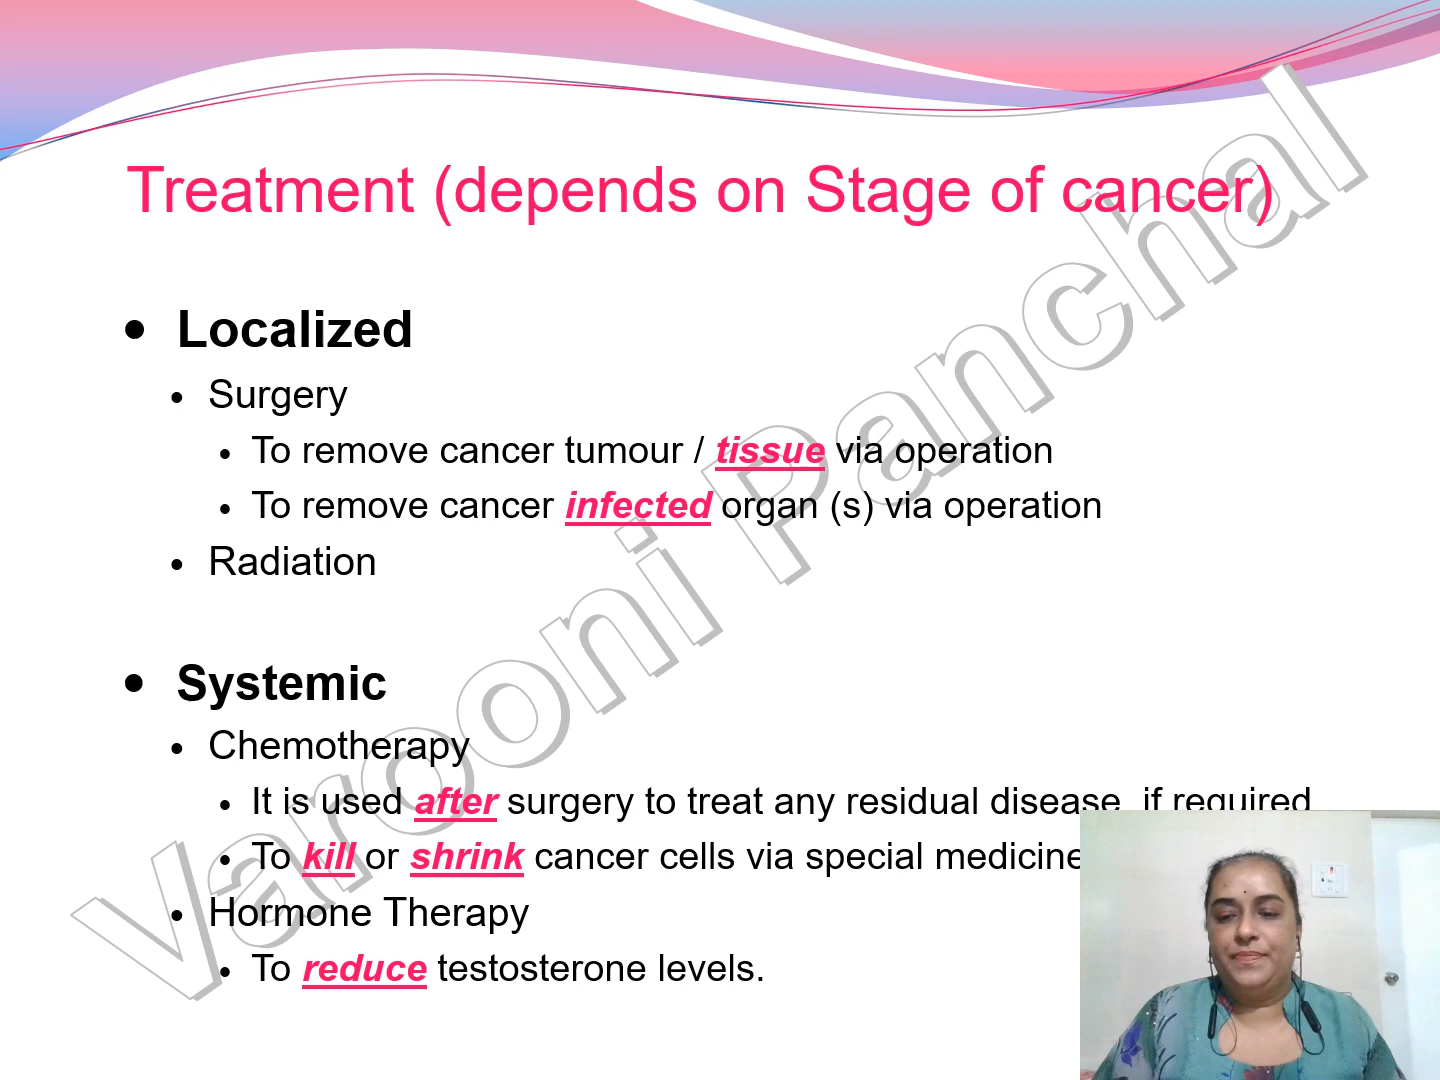 Treatment (depends on Stage of cancer)
• Localized
• Surgery
• To remove cancer tumour / tissue via operation
• To remove cancer infected organ (s) via operation
• Radiation
• Systemic
• Chemotherapy
• It is used after surgery to treat any residual disease, if required
• To kill or shrink cancer cells via special medicine
• Hormone Therapy
• To reduce testosterone levels.
Varooni Panchal